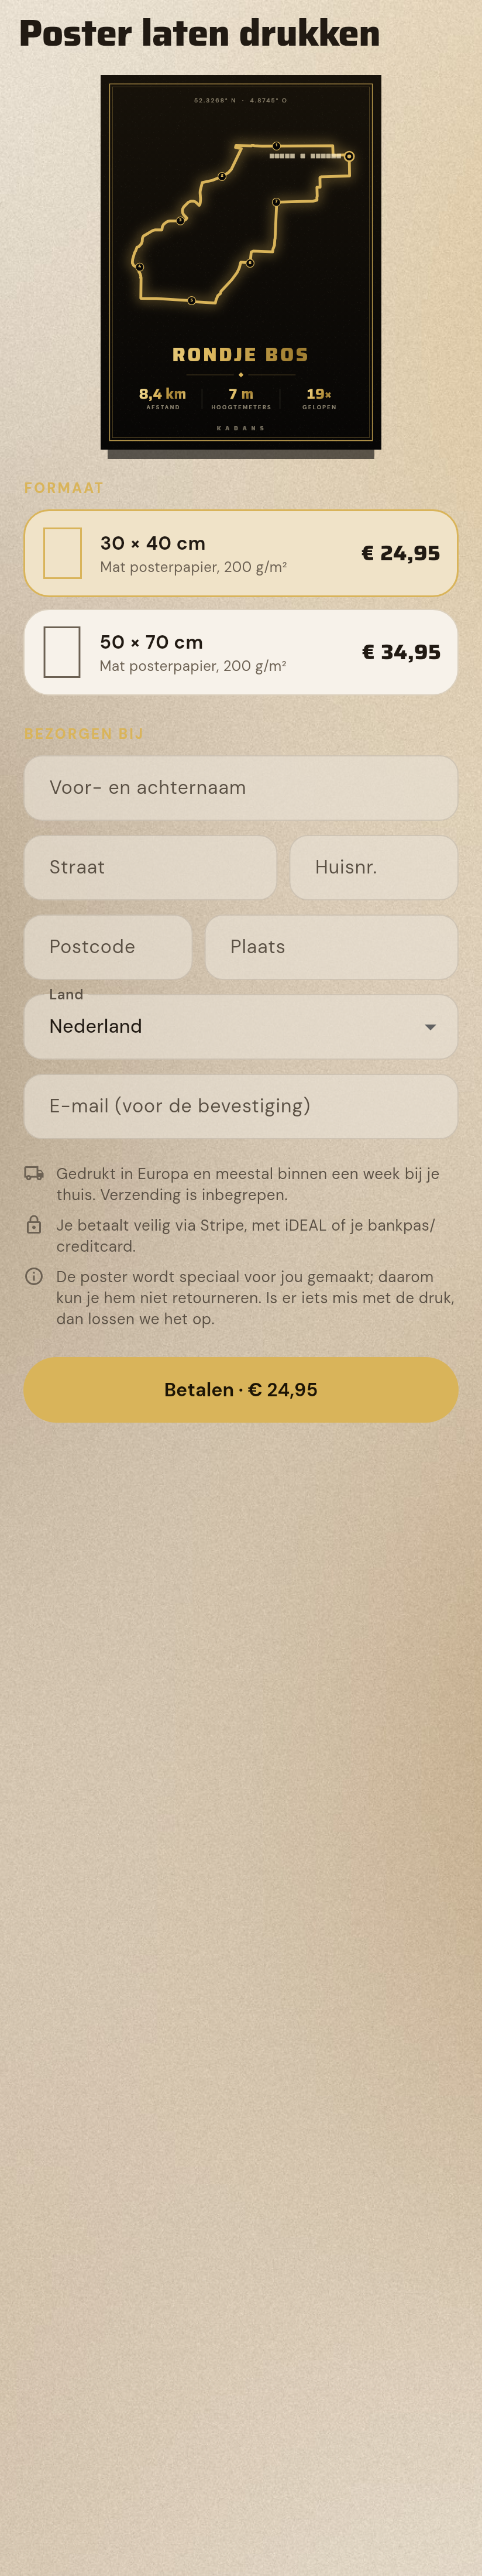 Poster laten drukken
52.3268° N · 4.8745° O
RONDJE BOS
8,4 km
AFSTAND
7 m
HOOGTEMETERS
19×
GELOPEN
KADANS
FORMAAT
30 × 40 cm
Mat posterpapier, 200 g/m²
€ 24,95
50 × 70 cm
Mat posterpapier, 200 g/m²
€ 34,95
BEZORGEN BIJ
Voor- en achternaam
Straat
Huisnr.
Postcode
Plaats
Land
Nederland
E-mail (voor de bevestiging)
Gedrukt in Europa en meestal binnen een week bij je
thuis. Verzending is inbegrepen.
Je betaalt veilig via Stripe, met iDEAL of je bankpas/
creditcard.
De poster wordt speciaal voor jou gemaakt; daarom
kun je hem niet retourneren. Is er iets mis met de druk,
dan lossen we het op.
Betalen · € 24,95